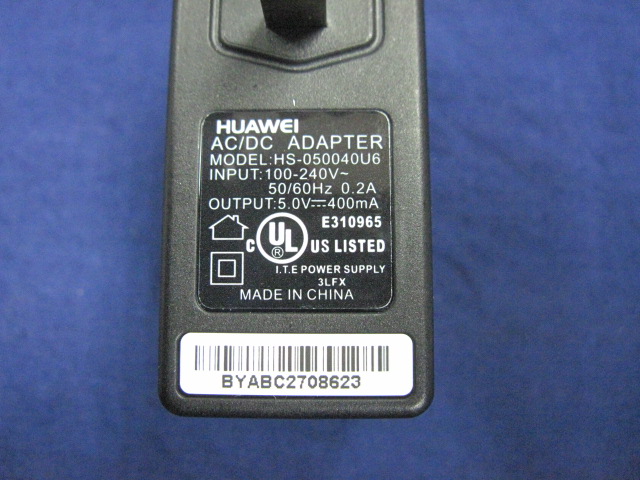 HUAWEI
AC/DC ADAPTER
MODEL:HS-050040U6
INPUT:100-240V~
50/60Hz 0.2A
OUTPUT:5.0V⎓400mA
E310965
C UL US LISTED
®
I.T.E POWER SUPPLY
3LFX
MADE IN CHINA
BYABC2708623